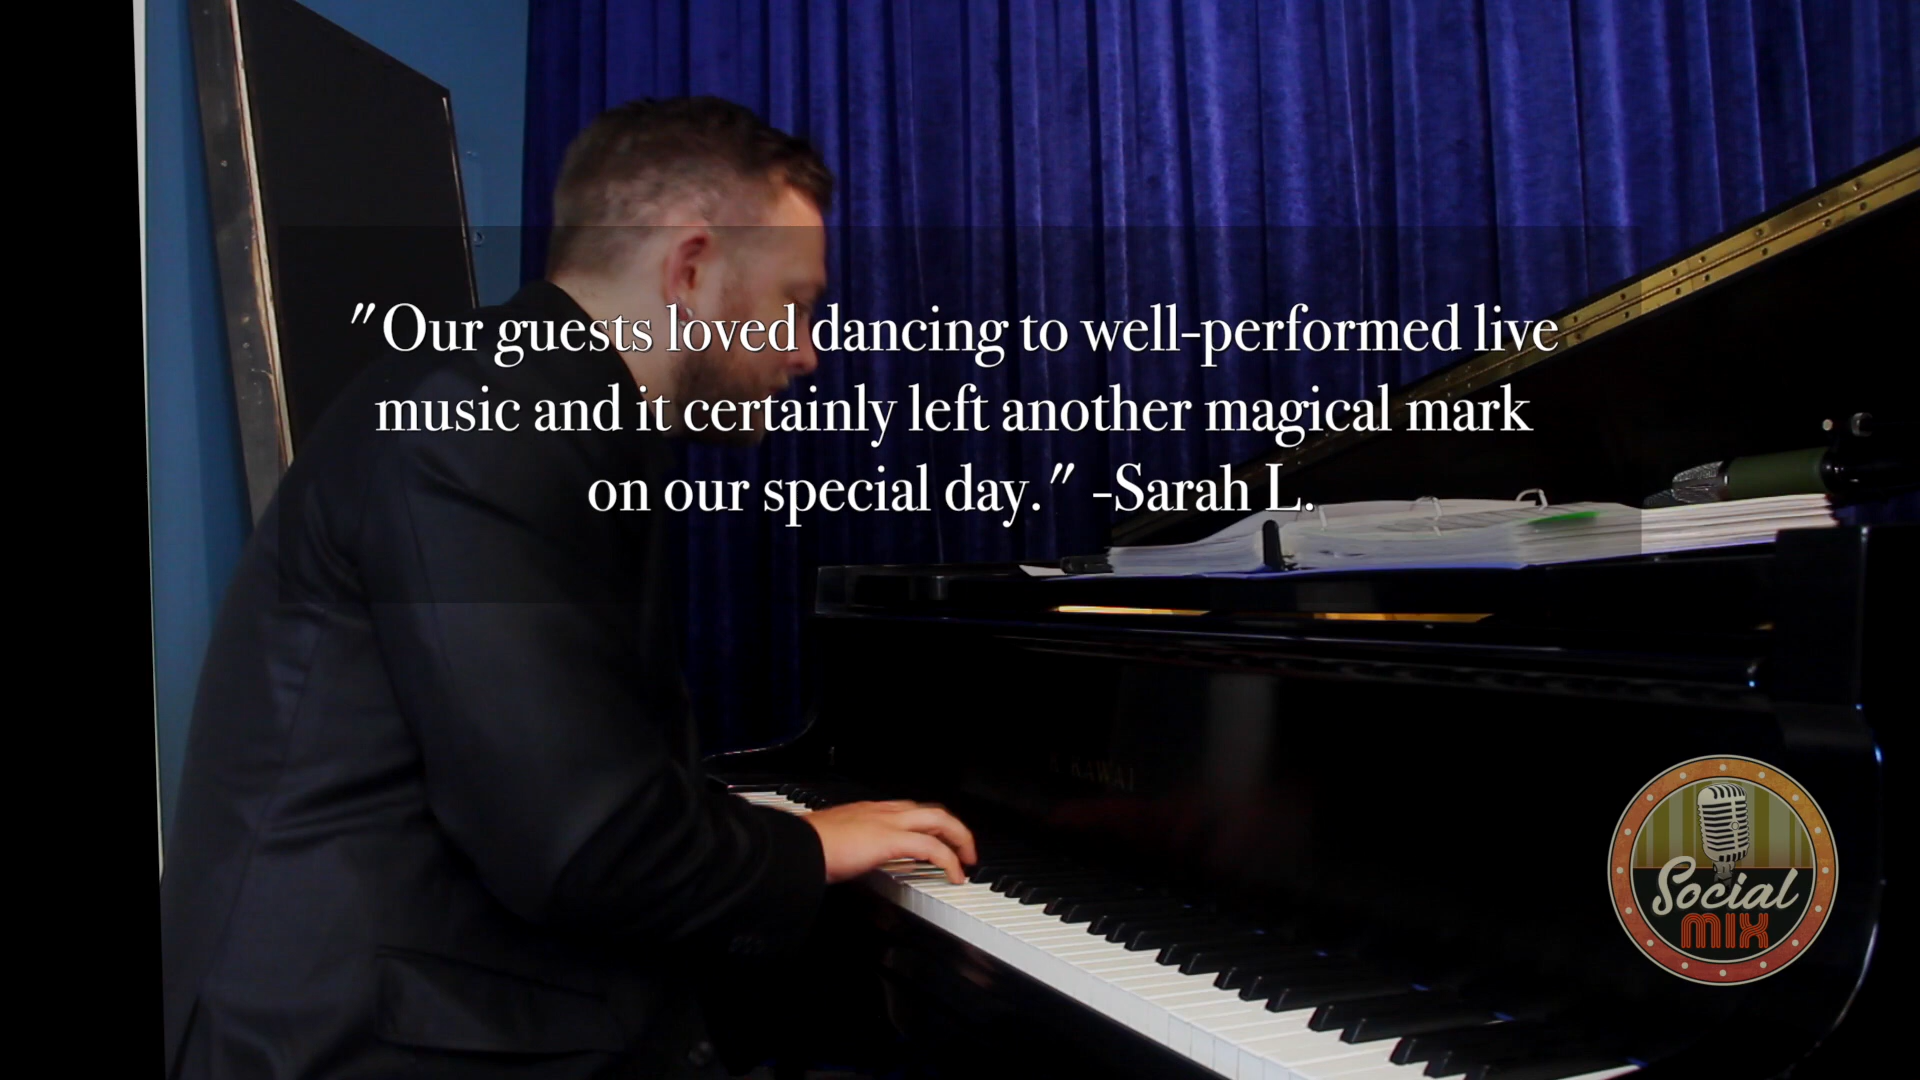 "Our guests loved dancing to well-performed live
music and it certainly left another magical mark
on our special day." -Sarah L.
KAWAI
Social
MIX